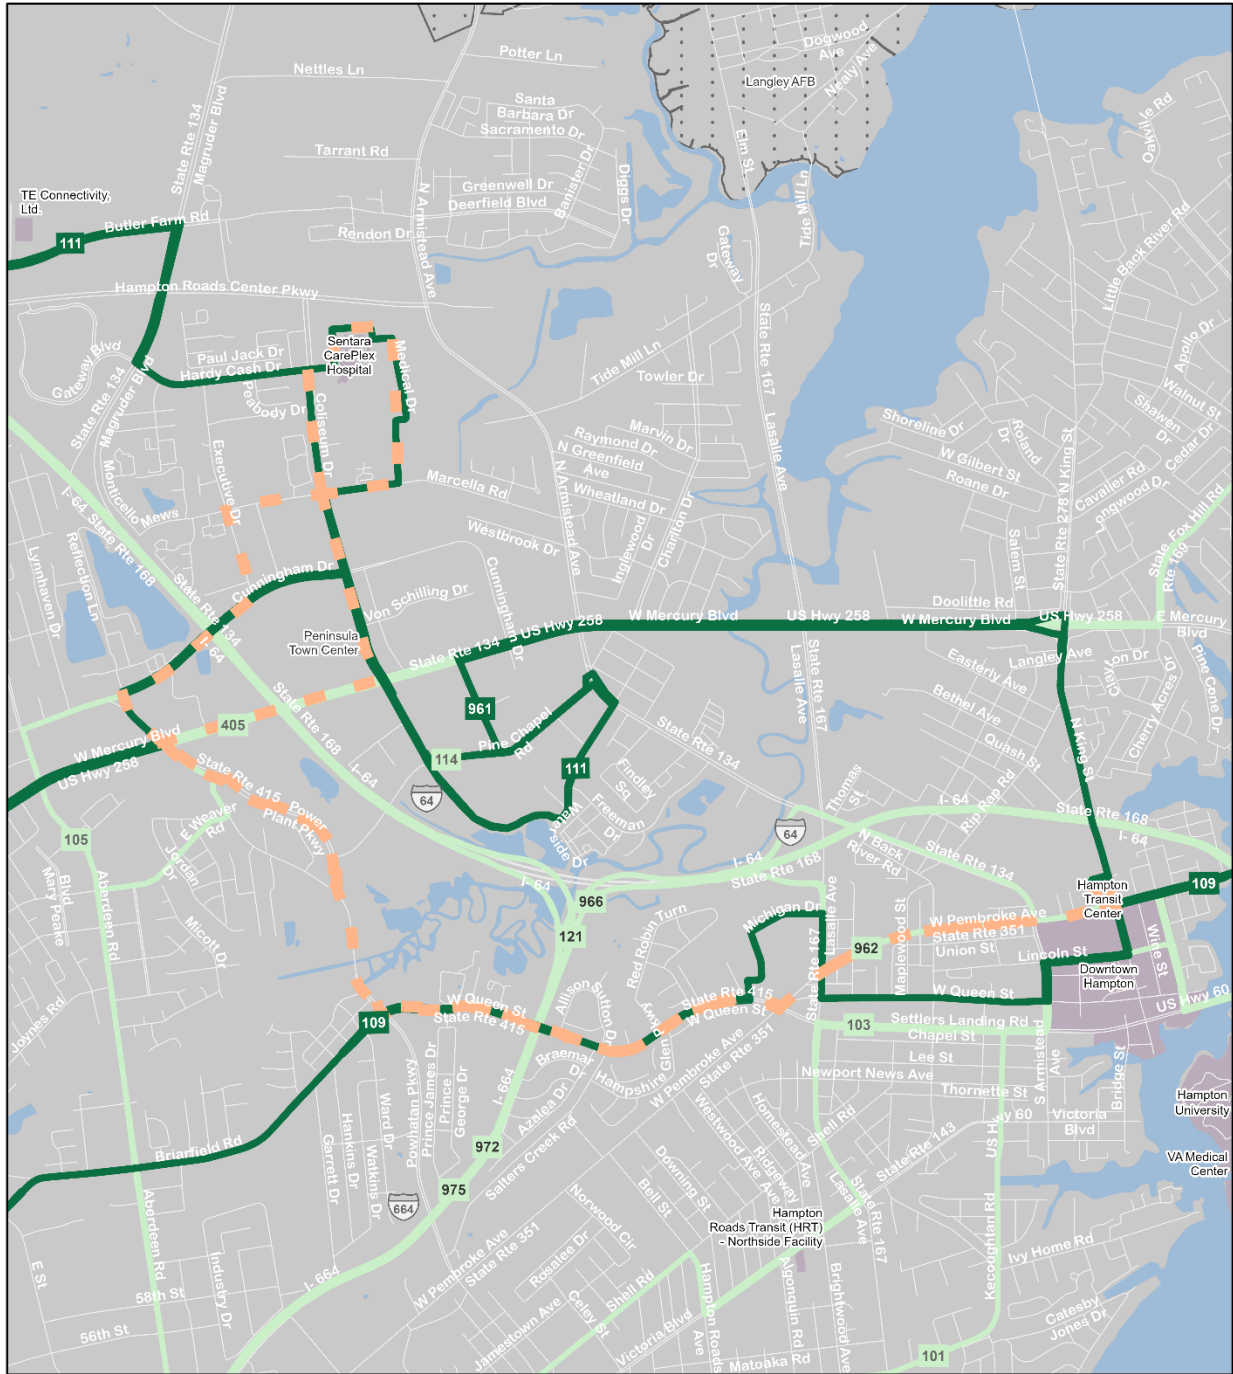 Dogwood
Ave
Potter Ln
Nealy Ave
Nettles Ln
Langley AFB
Santa
Barbara Dr
Sacramento Dr
Oakville Rd
State Rte 134
Magruder Blvd
Elm St
Tarrant Rd
Banister Dr
Diggs Dr
Greenwell Dr
Deerfield Blvd
TE Connectivity,
Ltd.
N Armistead Ave
Tide Mill Ln
Butler Farm Rd
111
Rendon Dr
Gateway
Dr
Little Back River Rd
Hampton Roads Center Pkwy
State Rte 167
Sentara
CarePlex
Hospital
Medical Dr
Paul Jack Dr
Hardy Cash Dr
Gateway Blvd
State Rte 134
Magruder Blvd
Peabody Dr
Coliseum Dr
Tide Mill Ln
Towler Dr
Apollo Dr
Walnut St
Shawen
Dr
Cedar Dr
Lasalle Ave
Shoreline Dr
Roland
Dr
Marvin Dr
Raymond Dr
N Greenfield
Ave
Wheatland Dr
W Gilbert St
Roane Dr
Cavalier Rd
Longwood Dr
State Rte 278 N King St
Executive Dr
Monticello Mews
Marcella Rd
N Armistead Ave
Westbrook Dr
Inglewood
Dr
Charlton Dr
Salem St
Fox Hill Rd
State
Rte 169
I- 64 State Rte 168
Lynnhaven Dr
Reflection Ln
Cunningham Dr
State Rte 134
I- 64
Von Schilling Dr
Cunningham Dr
Doolittle Rd
W Mercury Blvd
US Hwy 258
W Mercury Blvd
US Hwy 258
E Mercury
Blvd
US Hwy 258
Peninsula
Town Center
State Rte 134
State Rte 167
Lasalle Ave
Langley Ave
Easterly Ave
Bethel Ave
Clayton Dr
Cherry Acres Dr
Pine Cone Dr
State Rte 168
961
405
W Mercury Blvd
US Hwy 258
Pine Chapel
Rd
114
111
State Rte 134
Quash St
N King St
State Rte 415 Power
Plant Pkwy
I- 64
64
Findley
Sq
Freeman
Dr
Water
side Dr
Thomas
St
Rip Rap Rd
I- 64
State Rte 168
I- 64
64
105
E Weaver
Rd
Jordan
Dr
N Back
River Rd
State Rte 134
Mary Peake
Blvd
Aberdeen Rd
I- 64
I- 64
State Rte 168
Hampton
Transit
Center
109
966
Michigan Dr
Lasalle Ave
Maplewood St
W Pembroke Ave
State Rte 351
Micott Dr
Red Robin
Turn
121
962
Union St
Lincoln St
Wine St
Downtown
Hampton
State Rte 167
Joynes Rd
109
W Queen St
State Rte 415
Allison
Sutton Dr
State Rte 415
W Queen St
W Queen St
US Hwy 60
103
Settlers Landing Rd
Chapel St
Braemar
Dr
Hampshire Glen
Pkwy
W Pembroke Ave
State Rte 351
Lee St
Newport News Ave
Thornette St
S Armistead
Ave
Bridge St
I- 664
Azalea Dr
Powhatan Pkwy
Prince James Dr
Prince
George Dr
Ward Dr
Hankins Dr
Garrett Dr
Watkins Dr
Westwood Ave
Homestead Ave
Ridgeway
Ave
Shell Rd
State Rte 143
US Hwy 60
Victoria
Blvd
Hampton
University
Briarfield Rd
972
Salters Creek Rd
VA Medical
Center
975
664
Downing St
Bell St
Norwood
Cir
Hampton
Roads Transit (HRT)
- Northside Facility
State Rte 167
Lasalle Ave
Kecoughtan Rd
Aberdeen Rd
W Pembroke Ave
State Rte 351
Rosalee Dr
Ivy Home Rd
E St
58th St
Industry Dr
I- 664
Shell Rd
Hampton Roads
Ave
Algonquin Rd
Brightwood Ave
56th St
Jamestown Ave
Celey St
Victoria Blvd
Matoaka Rd
101
Catesby
Jones Dr